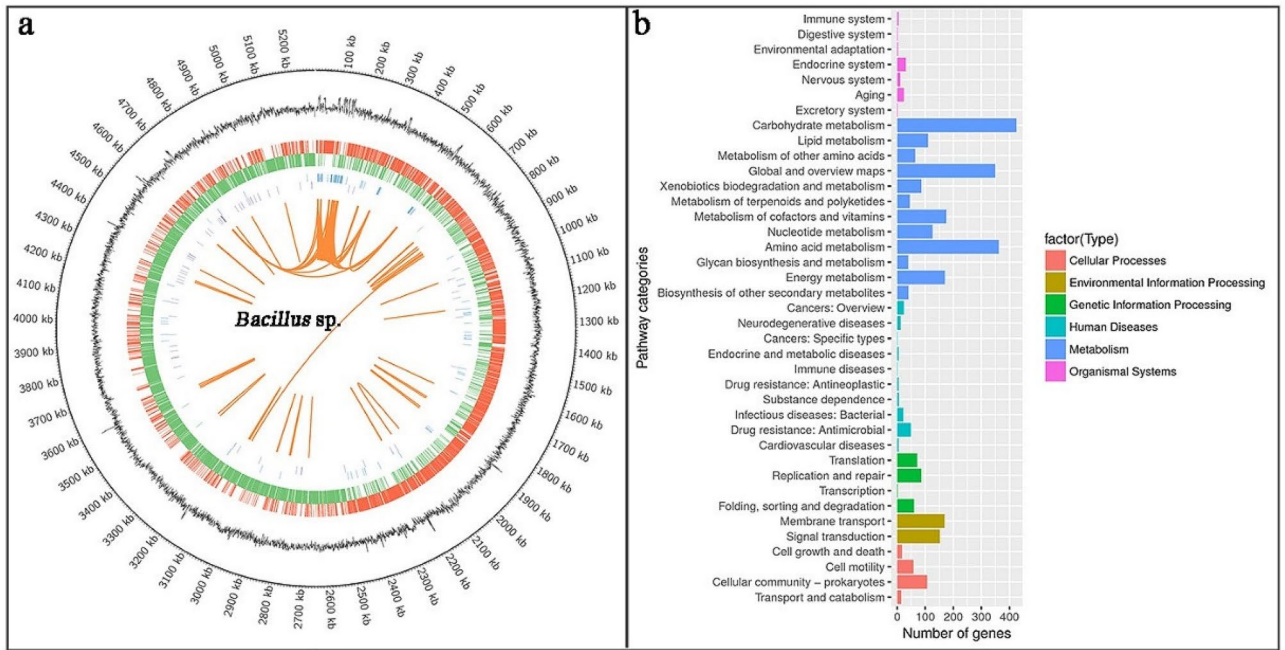 a
100 kb
200 kb
300 kb
400 kb
500 kb
600 kb
700 kb
800 kb
900 kb
1000 kb
1100 kb
1200 kb
1300 kb
1400 kb
1500 kb
1600 kb
1700 kb
1800 kb
1900 kb
2000 kb
2100 kb
2200 kb
2300 kb
2400 kb
2500 kb
2600 kb
2700 kb
2800 kb
2900 kb
3000 kb
3100 kb
3200 kb
3300 kb
3400 kb
3500 kb
3600 kb
3700 kb
3800 kb
3900 kb
4000 kb
4100 kb
4200 kb
4300 kb
4400 kb
4500 kb
4600 kb
4700 kb
4800 kb
4900 kb
5000 kb
5100 kb
5200 kb
Bacillus sp.
b
Pathway categories
Immune system
Digestive system
Environmental adaptation
Endocrine system
Nervous system
Aging
Excretory system
Carbohydrate metabolism
Lipid metabolism
Metabolism of other amino acids
Global and overview maps
Xenobiotics biodegradation and metabolism
Metabolism of terpenoids and polyketides
Metabolism of cofactors and vitamins
Nucleotide metabolism
Amino acid metabolism
Glycan biosynthesis and metabolism
Energy metabolism
Biosynthesis of other secondary metabolites
Cancers: Overview
Neurodegenerative diseases
Cancers: Specific types
Endocrine and metabolic diseases
Immune diseases
Drug resistance: Antineoplastic
Substance dependence
Infectious diseases: Bacterial
Drug resistance: Antimicrobial
Cardiovascular diseases
Translation
Replication and repair
Transcription
Folding, sorting and degradation
Membrane transport
Signal transduction
Cell growth and death
Cell motility
Cellular community – prokaryotes
Transport and catabolism
0 100 200 300 400
Number of genes
factor(Type)
Cellular Processes
Environmental Information Processing
Genetic Information Processing
Human Diseases
Metabolism
Organismal Systems